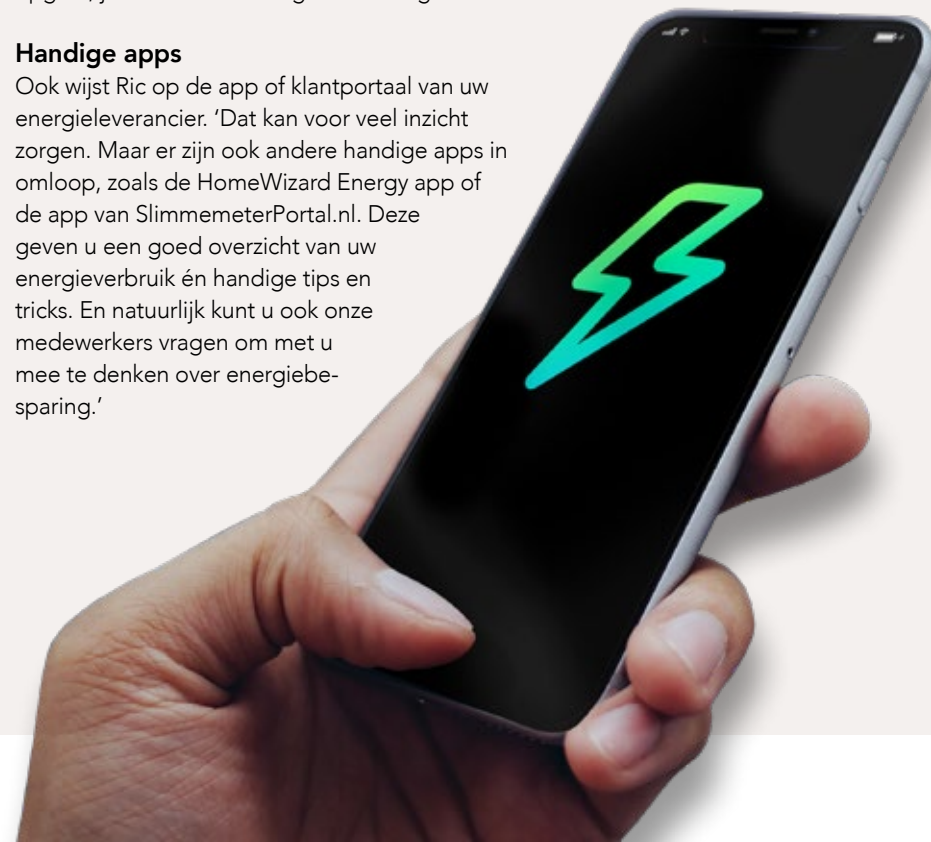 Handige apps
Ook wijst Ric op de app of klantportaal van uw
energieleverancier. ‘Dat kan voor veel inzicht
zorgen. Maar er zijn ook andere handige apps in
omloop, zoals de HomeWizard Energy app of
de app van SlimmemeterPortal.nl. Deze
geven u een goed overzicht van uw
energieverbruik én handige tips en
tricks. En natuurlijk kunt u ook onze
medewerkers vragen om met u
mee te denken over energiebe-
sparing.’